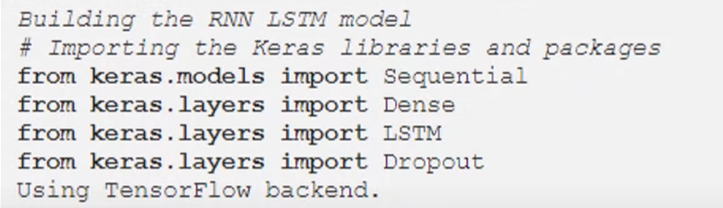 Building the RNN LSTM model
# Importing the Keras libraries and packages
from keras.models import Sequential
from keras.layers import Dense
from keras.layers import LSTM
from keras.layers import Dropout
Using TensorFlow backend.